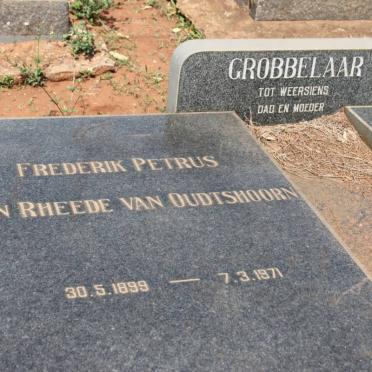 GROBBELAAR
TOT WEERSIENS
DAD EN MOEDER
FREDERIK PETRUS
N RHEEDE VAN OUDTSHOORN
30.5.1899 — 7.3.1971